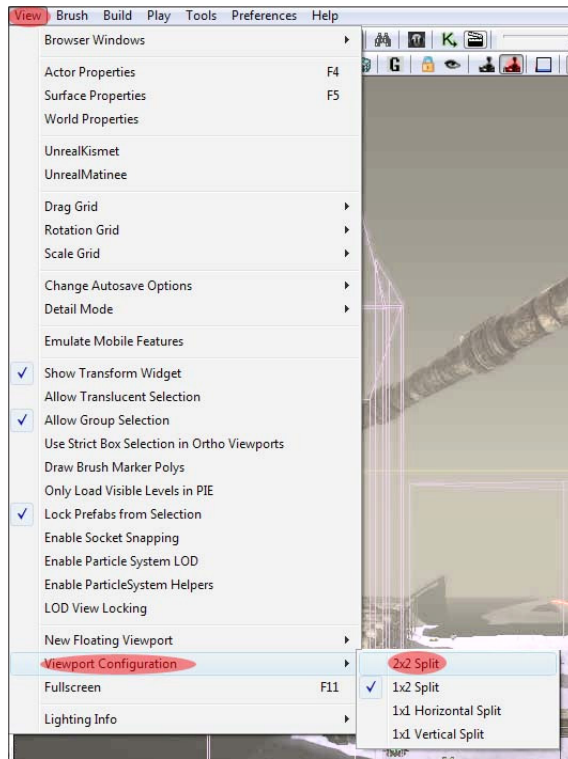 View Brush Build Play Tools Preferences Help
Browser Windows
Actor Properties F4
Surface Properties F5
World Properties
UnrealKismet
UnrealMatinee
Drag Grid
Rotation Grid
Scale Grid
Change Autosave Options
Detail Mode
Emulate Mobile Features
Show Transform Widget
Allow Translucent Selection
Allow Group Selection
Use Strict Box Selection in Ortho Viewports
Draw Brush Marker Polys
Only Load Visible Levels in PIE
Lock Prefabs from Selection
Enable Socket Snapping
Enable Particle System LOD
Enable ParticleSystem Helpers
LOD View Locking
New Floating Viewport
Viewport Configuration
Fullscreen F11
Lighting Info
2x2 Split
1x2 Split
1x1 Horizontal Split
1x1 Vertical Split
K
G